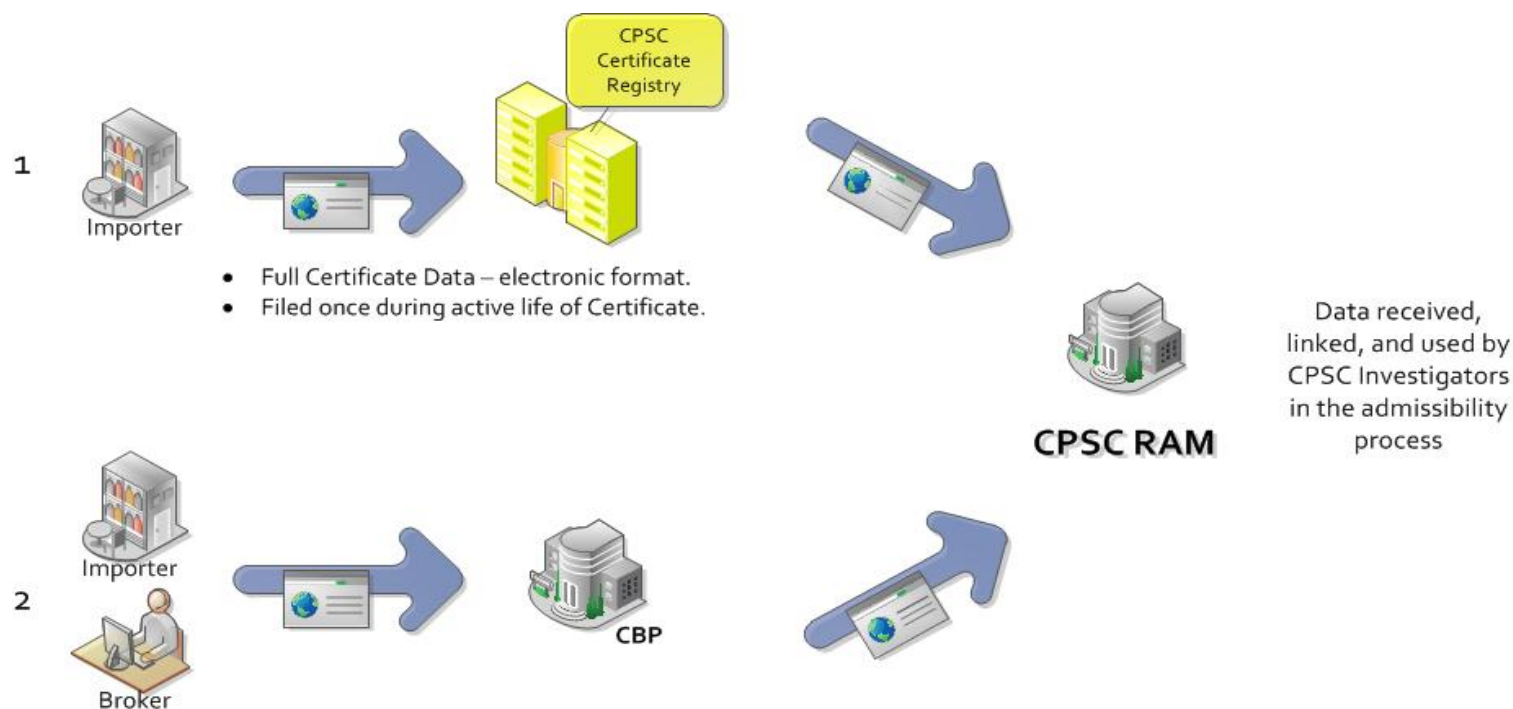 CPSC
Certificate
Registry
1
Importer
• Full Certificate Data – electronic format.
• Filed once during active life of Certificate.
Data received,
linked, and used by
CPSC Investigators
in the admissibility
process
CPSC RAM
Importer
2
CBP
Broker